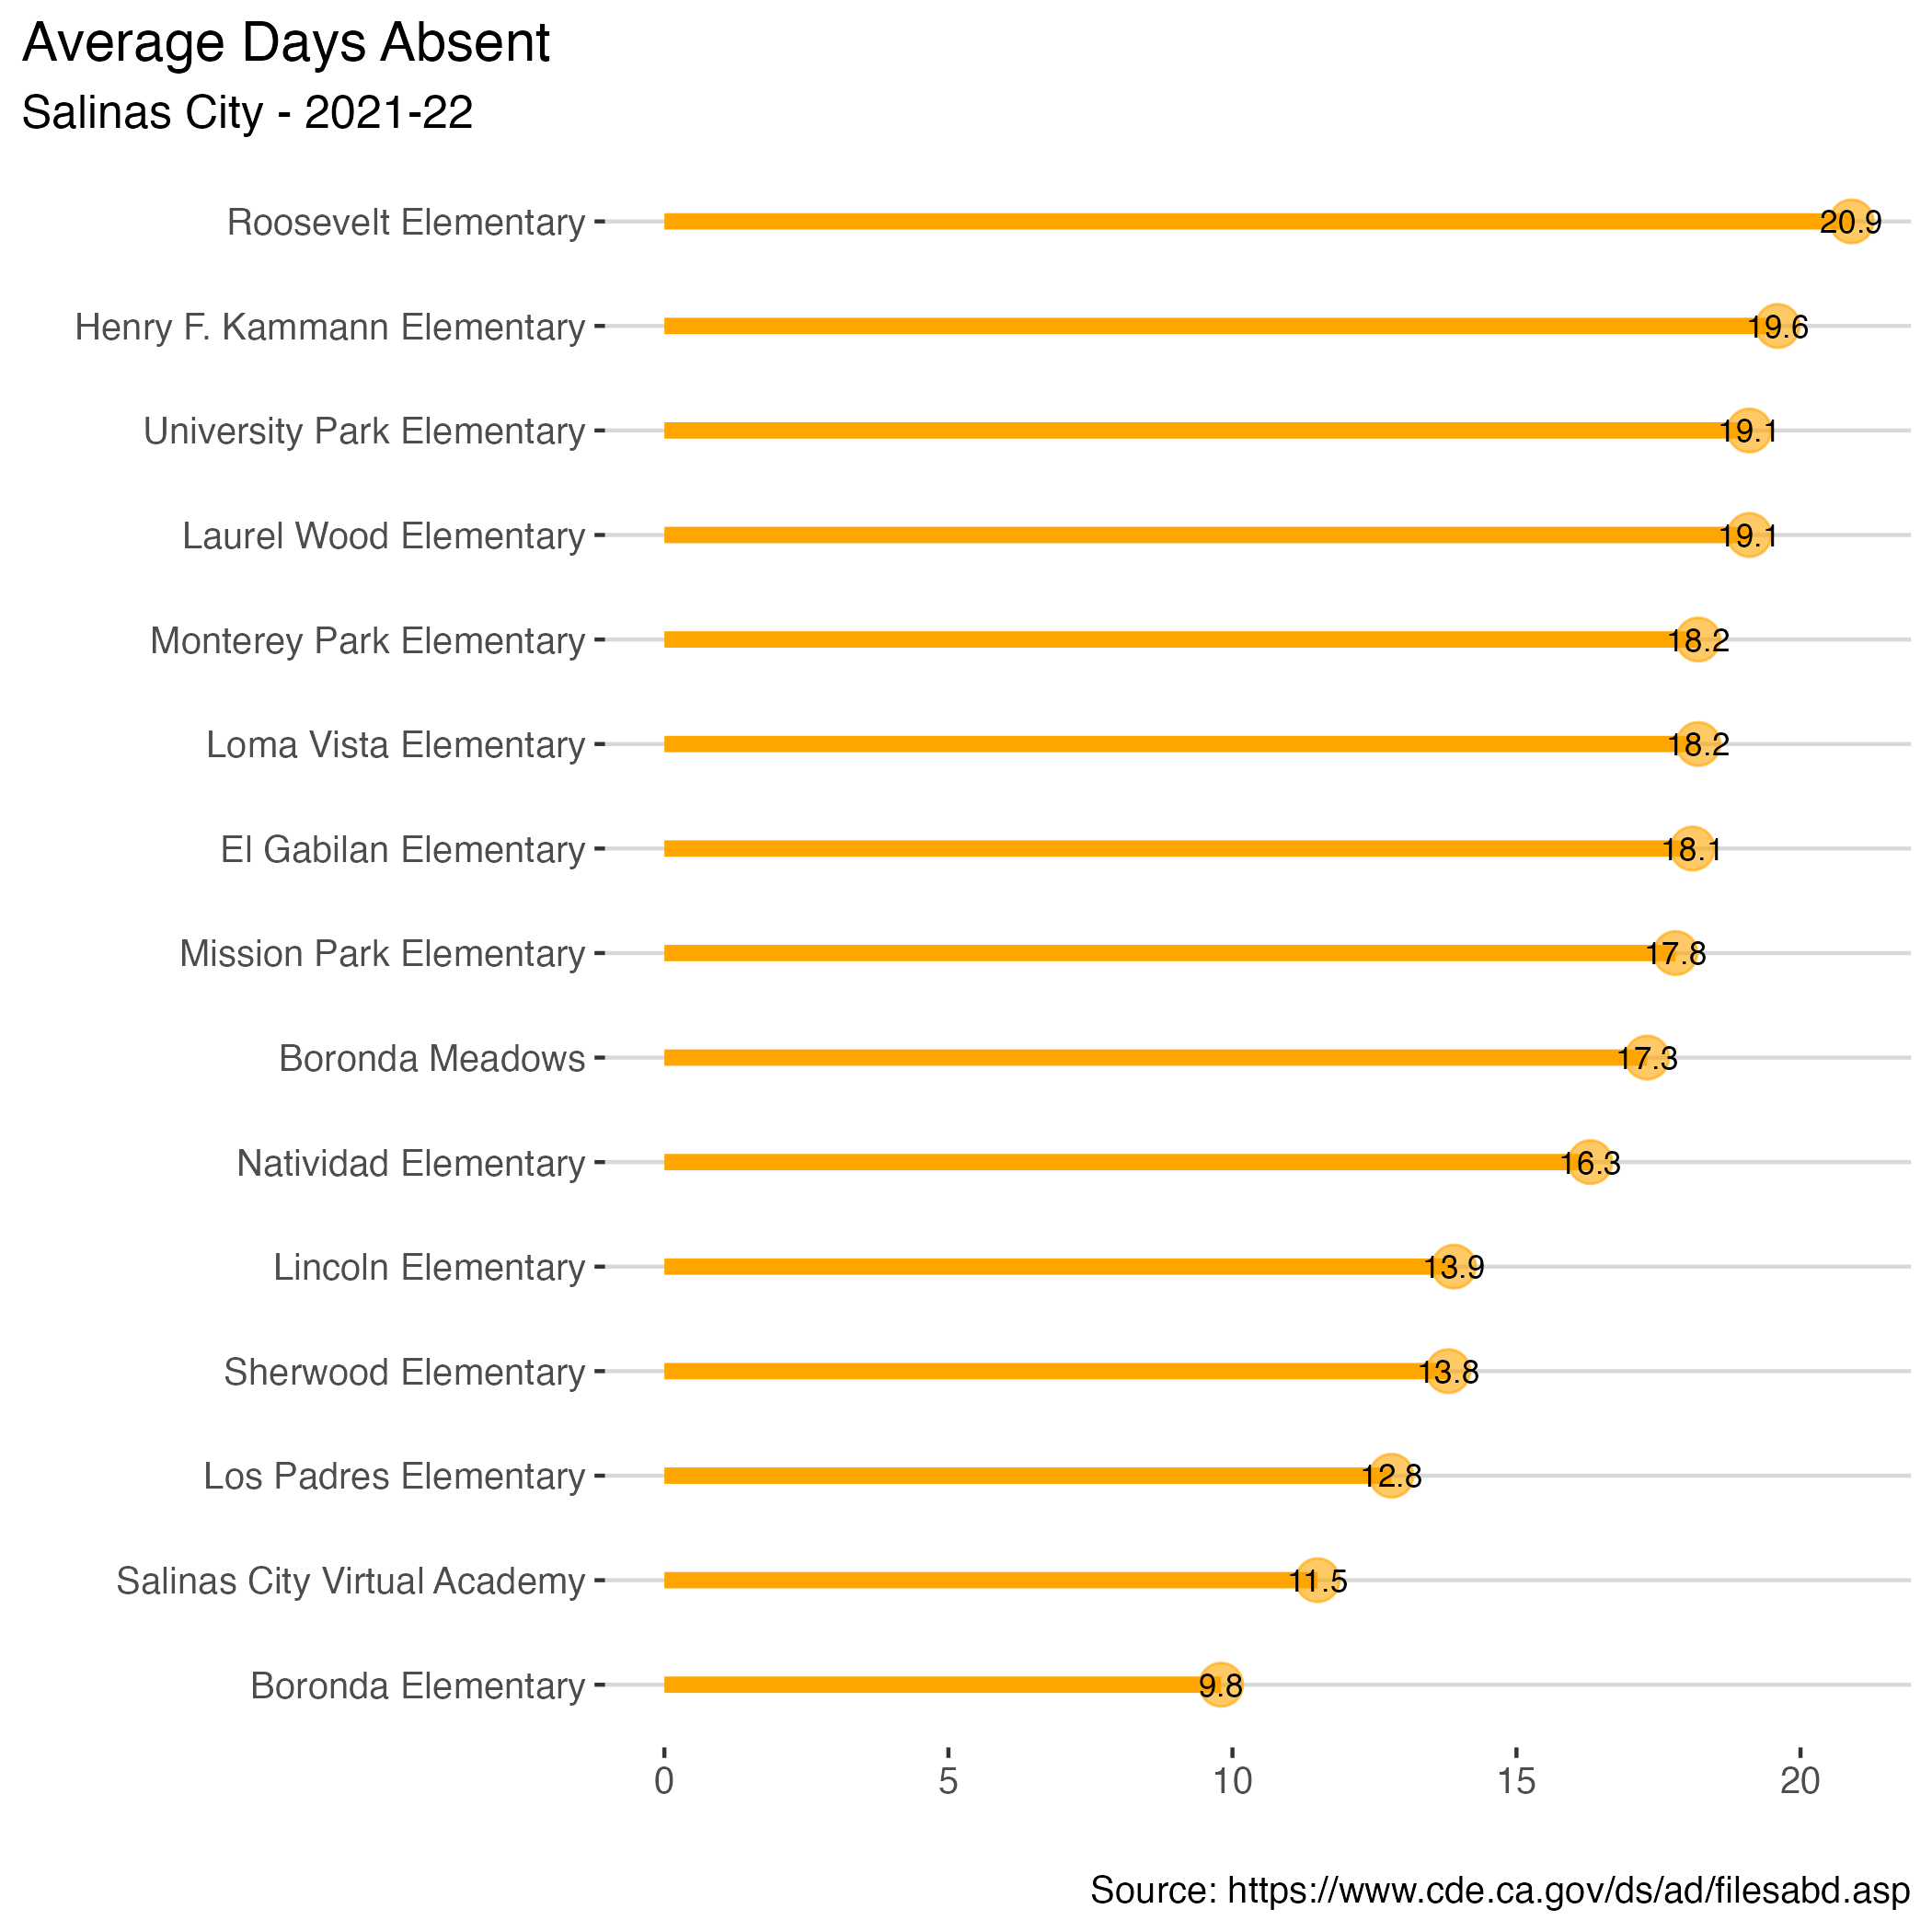 Average Days Absent
Salinas City - 2021-22
Roosevelt Elementary 20.9
Henry F. Kammann Elementary 19.6
University Park Elementary 19.1
Laurel Wood Elementary 19.1
Monterey Park Elementary 18.2
Loma Vista Elementary 18.2
El Gabilan Elementary 18.1
Mission Park Elementary 17.8
Boronda Meadows 17.3
Natividad Elementary 16.3
Lincoln Elementary 13.9
Sherwood Elementary 13.8
Los Padres Elementary 12.8
Salinas City Virtual Academy 11.5
Boronda Elementary 9.8
0 5 10 15 20
Source: https://www.cde.ca.gov/ds/ad/filesabd.asp